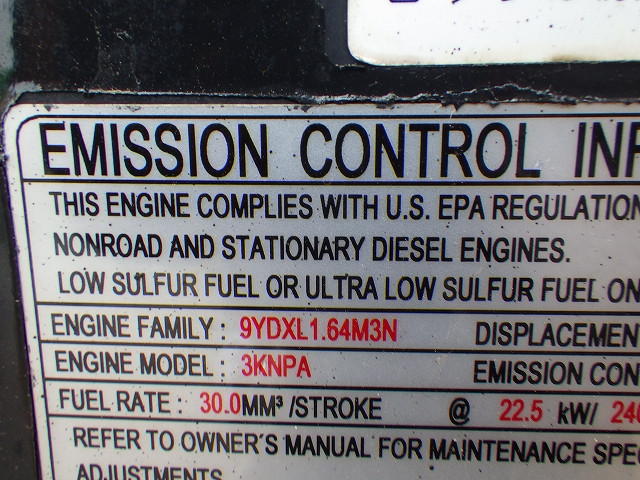 EMISSION CONTROL INF
THIS ENGINE COMPLIES WITH U.S. EPA REGULATION
NONROAD AND STATIONARY DIESEL ENGINES.
LOW SULFUR FUEL OR ULTRA LOW SULFUR FUEL ON
ENGINE FAMILY : 9YDXL1.64M3N DISPLACEMEN
ENGINE MODEL : 3KNPA EMISSION CON
FUEL RATE : 30.0MM³ /STROKE @ 22.5 kW/ 240
REFER TO OWNER'S MANUAL FOR MAINTENANCE SPE
ADJUSTMENTS